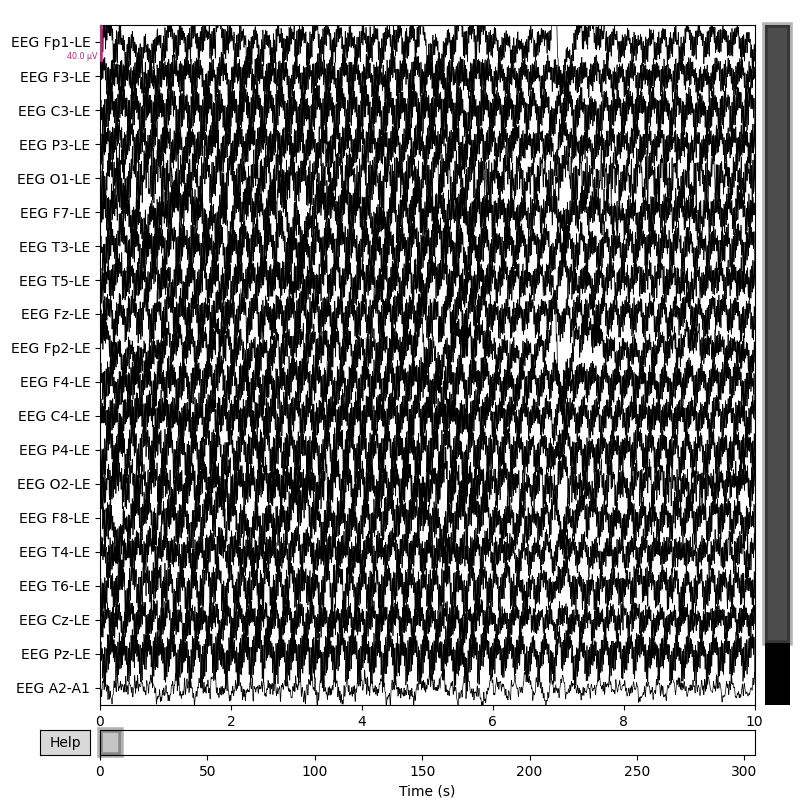 EEG Fp1-LE
40.0 µV
EEG F3-LE
EEG C3-LE
EEG P3-LE
EEG O1-LE
EEG F7-LE
EEG T3-LE
EEG T5-LE
EEG Fz-LE
EEG Fp2-LE
EEG F4-LE
EEG C4-LE
EEG P4-LE
EEG O2-LE
EEG F8-LE
EEG T4-LE
EEG T6-LE
EEG Cz-LE
EEG Pz-LE
EEG A2-A1
0 2 4 6 8 10
Help
0 50 100 150 200 250 300
Time (s)